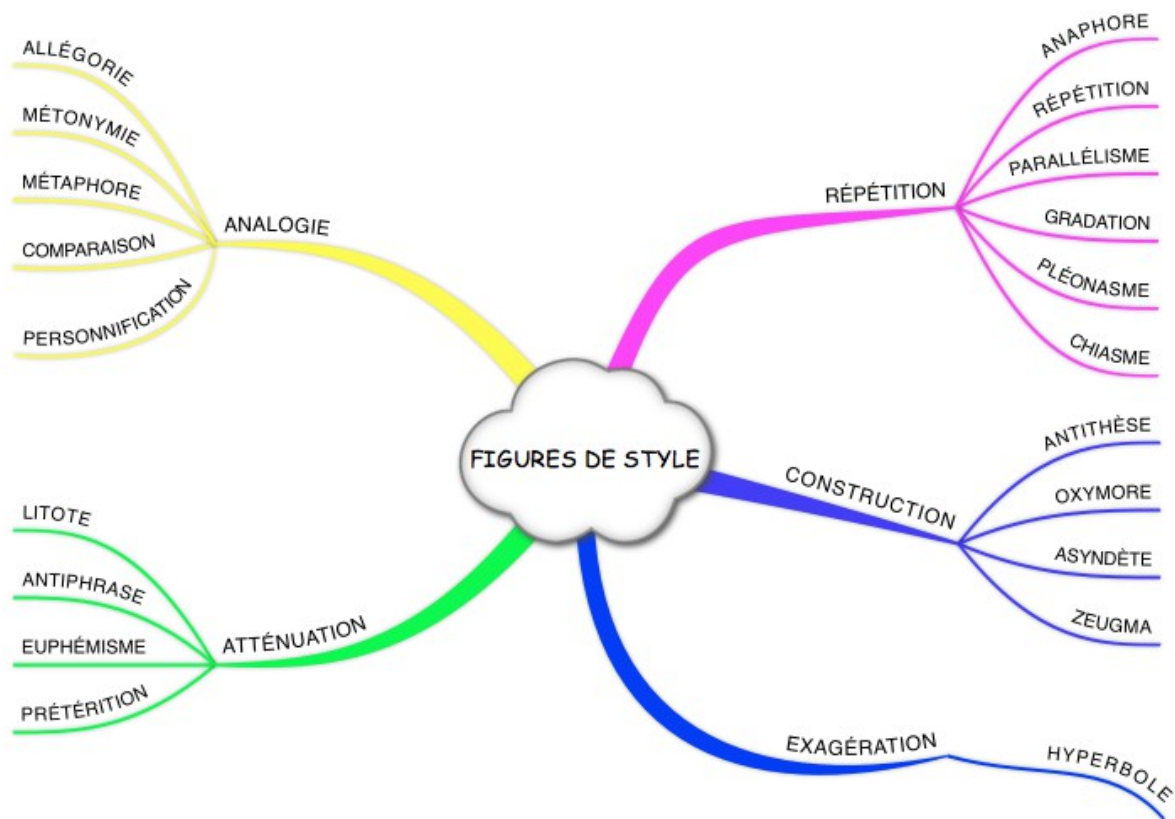 FIGURES DE STYLE
ANALOGIE
ALLÉGORIE
MÉTONYMIE
MÉTAPHORE
COMPARAISON
PERSONNIFICATION
RÉPÉTITION
ANAPHORE
RÉPÉTITION
PARALLÉLISME
GRADATION
PLÉONASME
CHIASME
CONSTRUCTION
ANTITHÈSE
OXYMORE
ASYNDÈTE
ZEUGMA
EXAGÉRATION
HYPERBOLE
ATTÉNUATION
LITOTE
ANTIPHRASE
EUPHÉMISME
PRÉTÉRITION